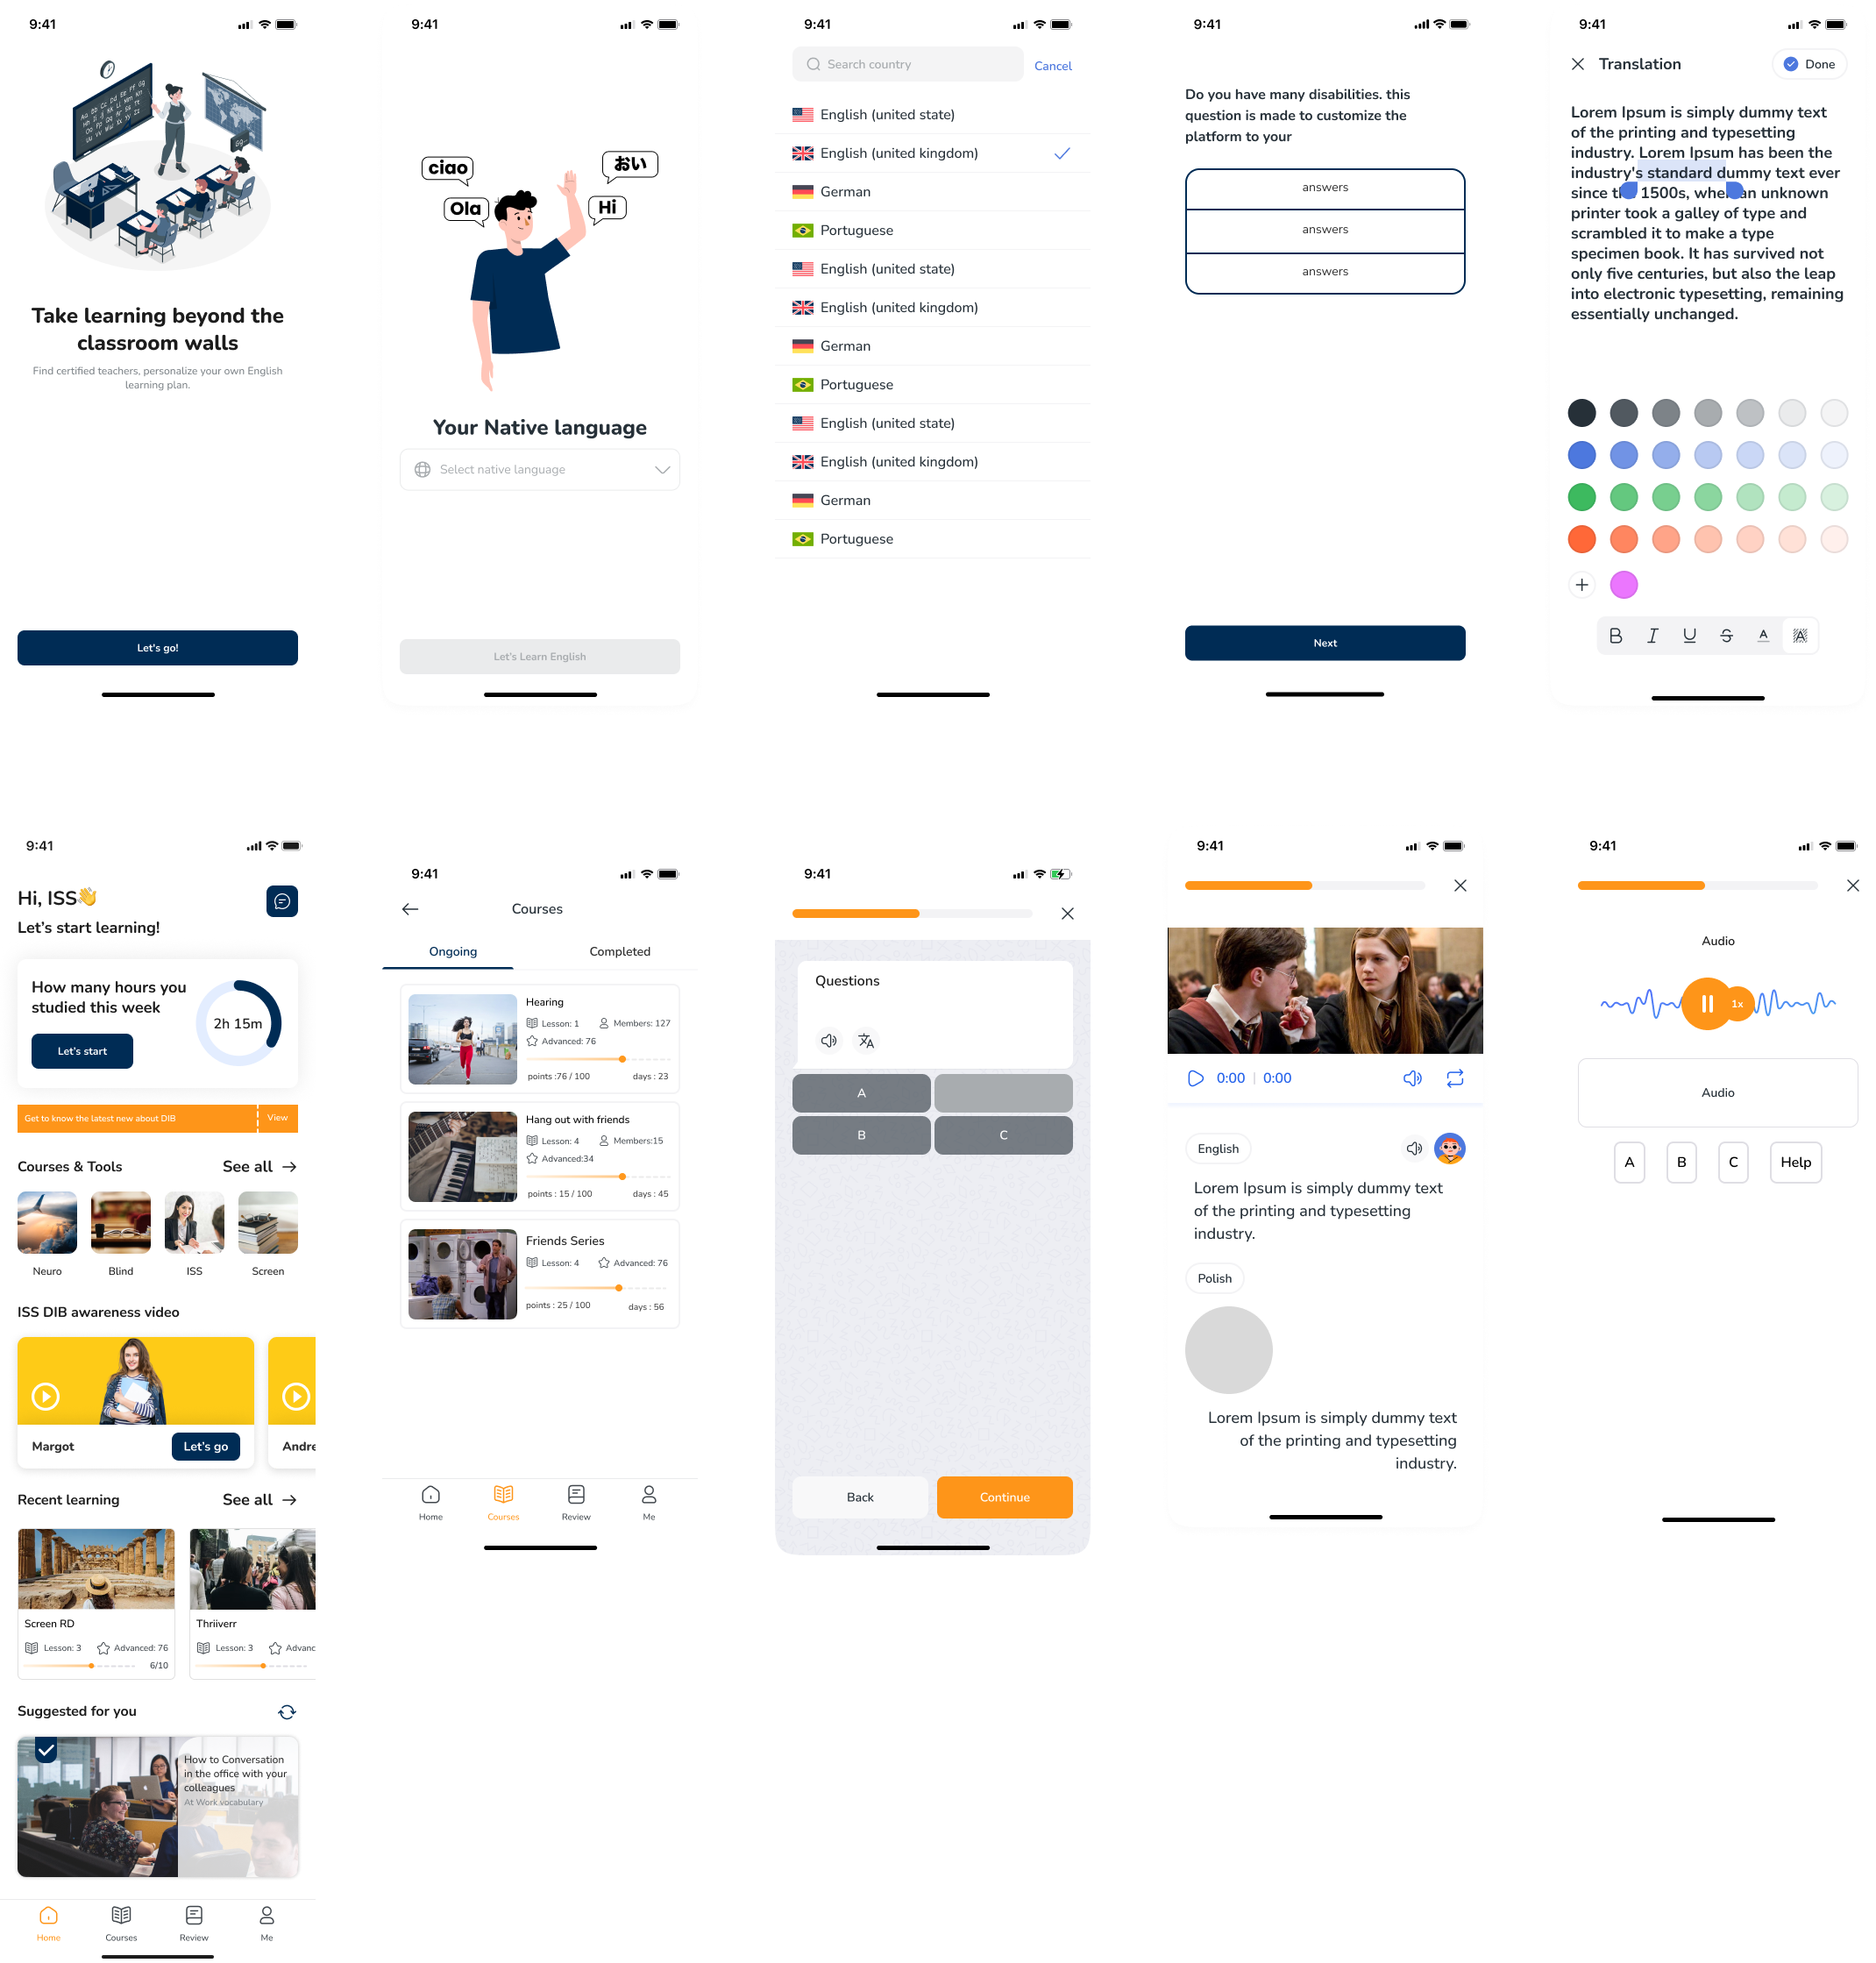 9:41
Take learning beyond the
classroom walls
Find certified teachers, personalize your own English
learning plan.
Let's go!
9:41
ciao
おい
Ola
Hi
Your Native language
Select native language
Let's Learn English
9:41
Search country
Cancel
English (united state)
English (united kingdom)
German
Portuguese
English (united state)
English (united kingdom)
German
Portuguese
English (united state)
English (united kingdom)
German
Portuguese
9:41
Do you have many disabilities. this
question is made to customize the
platform to your
answers
answers
answers
Next
9:41
Translation
Done
Lorem Ipsum is simply dummy text
of the printing and typesetting
industry. Lorem Ipsum has been the
industry's standard dummy text ever
since the 1500s, when an unknown
printer took a galley of type and
scrambled it to make a type
specimen book. It has survived not
only five centuries, but also the leap
into electronic typesetting, remaining
essentially unchanged.
B I U S A A
9:41
Hi, ISS👋
Let's start learning!
How many hours you
studied this week
2h 15m
Let's start
Get to know the latest new about DIB
View
Courses & Tools
See all
Neuro
Blind
ISS
Screen
ISS DIB awareness video
Margot
Let's go
Andre
Recent learning
See all
Screen RD
Lesson: 3
Advanced: 76
6/10
Thriiverr
Lesson: 3
Advanc
Suggested for you
How to Conversation
in the office with your
colleagues
At Work vocabulary
Home
Courses
Review
Me
9:41
Courses
Ongoing
Completed
Hearing
Lesson: 1
Members: 127
Advanced: 76
points :76 / 100
days : 23
Hang out with friends
Lesson: 4
Members:15
Advanced:34
points : 15 / 100
days : 45
Friends Series
Lesson: 4
Advanced: 76
points : 25 / 100
days : 56
Home
Courses
Review
Me
9:41
Questions
A
B
C
Back
Continue
9:41
0:00 | 0:00
English
Lorem Ipsum is simply dummy text
of the printing and typesetting
industry.
Polish
Lorem Ipsum is simply dummy text
of the printing and typesetting
industry.
9:41
Audio
1x
Audio
A
B
C
Help